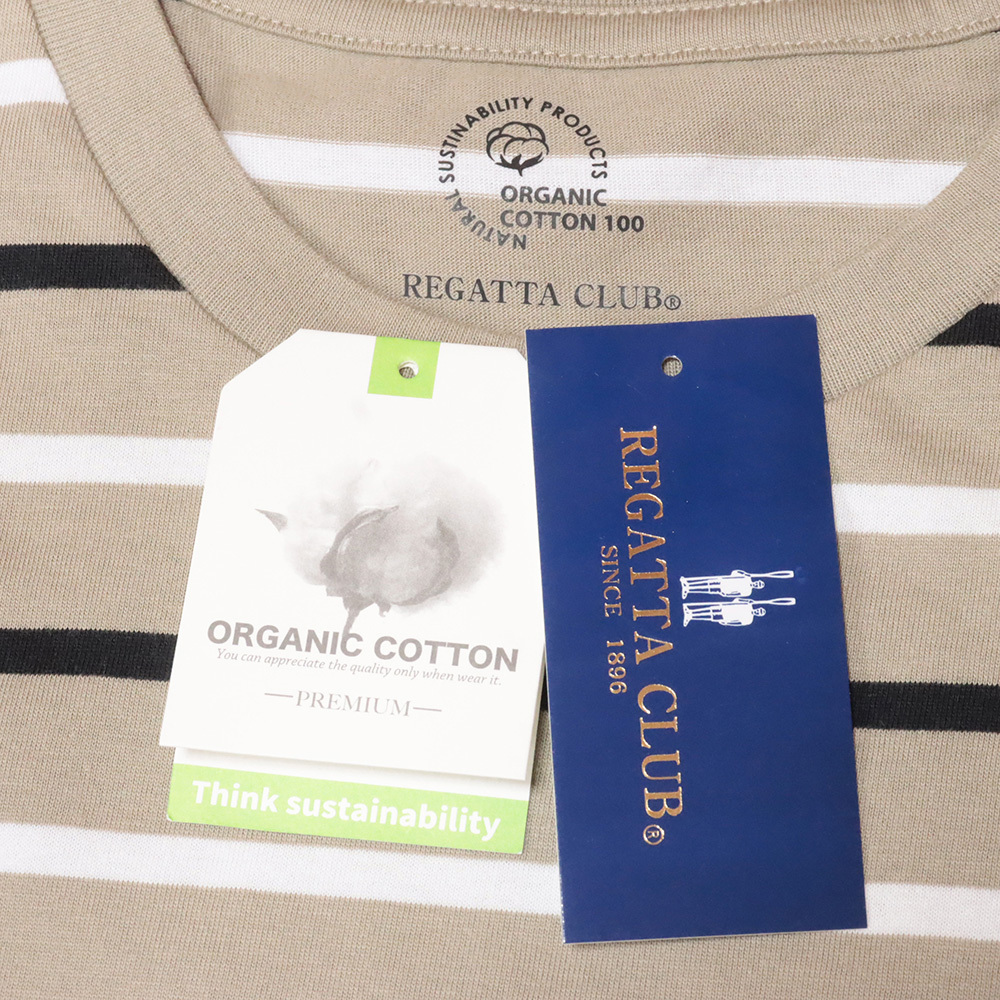 NATURAL SUSTINABILITY PRODUCTS
ORGANIC
COTTON 100
REGATTA CLUB®
ORGANIC COTTON
You can appreciate the quality only when wear it.
PREMIUM
Think sustainability
REGATTA CLUB®
SINCE 1896